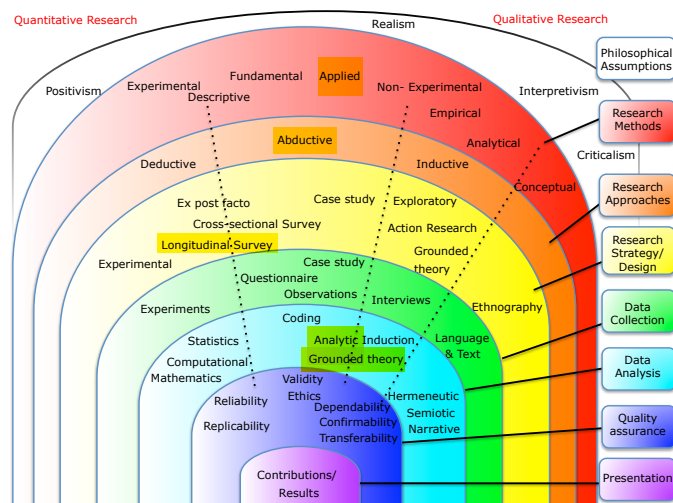 Quantitative Research
Realism
Qualitative Research
Positivism
Experimental
Descriptive
Fundamental
Applied
Non- Experimental
Empirical
Analytical
Conceptual
Interpretivism
Criticalism
Philosophical
Assumptions
Research
Methods
Deductive
Abductive
Inductive
Research
Approaches
Ex post facto
Cross-sectional Survey
Longitudinal Survey
Experimental
Case study
Exploratory
Action Research
Grounded
theory
Ethnography
Research
Strategy/
Design
Experiments
Questionnaire
Case study
Observations
Interviews
Language
& Text
Data
Collection
Statistics
Computational
Mathematics
Coding
Analytic Induction
Grounded theory
Hermeneutic
Semiotic
Narrative
Data
Analysis
Reliability
Replicability
Validity
Ethics
Dependability
Confirmability
Transferability
Quality
assurance
Contributions/
Results
Presentation